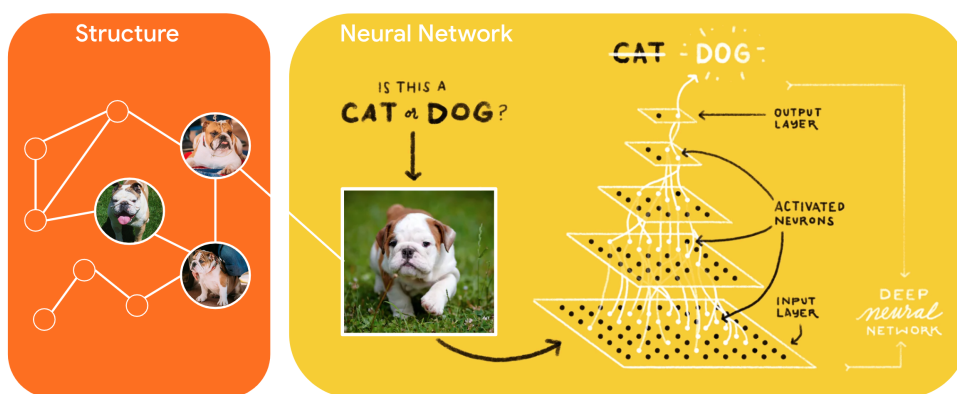 Structure
Neural Network
IS THIS A
CAT or DOG?
CAT DOG
OUTPUT
LAYER
ACTIVATED
NEURONS
INPUT
LAYER
DEEP
neural
NETWORK